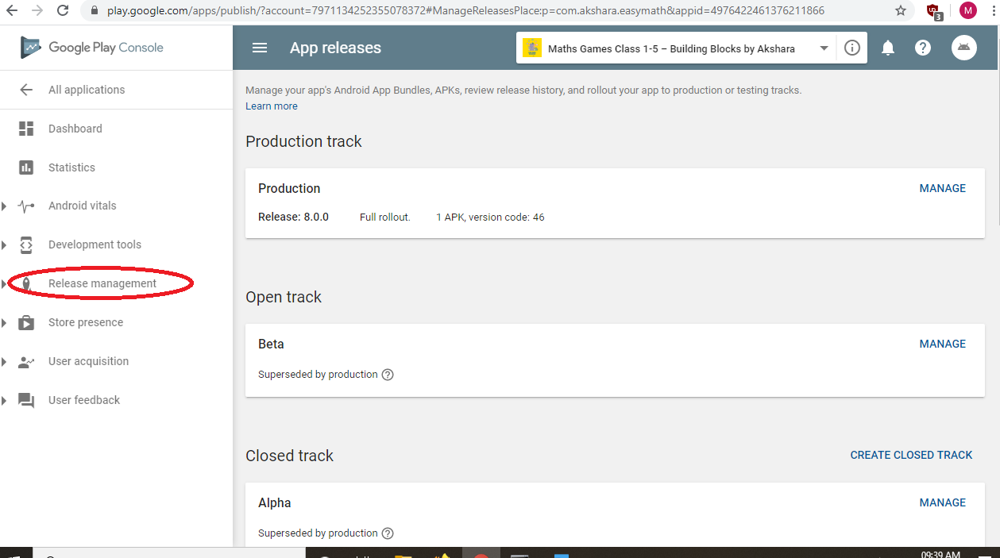 play.google.com/apps/publish/?account=7971134252355078372#ManageReleasesPlace:p=com.akshara.easymath&appid=4976422461376211866
3
M
Google Play Console
App releases
Maths Games Class 1-5 – Building Blocks by Akshara
All applications
Dashboard
Statistics
Android vitals
Development tools
Release management
Store presence
User acquisition
User feedback
Manage your app's Android App Bundles, APKs, review release history, and rollout your app to production or testing tracks.
Learn more
Production track
Production
MANAGE
Release: 8.0.0
Full rollout.
1 APK, version code: 46
Open track
Beta
MANAGE
Superseded by production
Closed track
CREATE CLOSED TRACK
Alpha
MANAGE
Superseded by production
09:39 AM